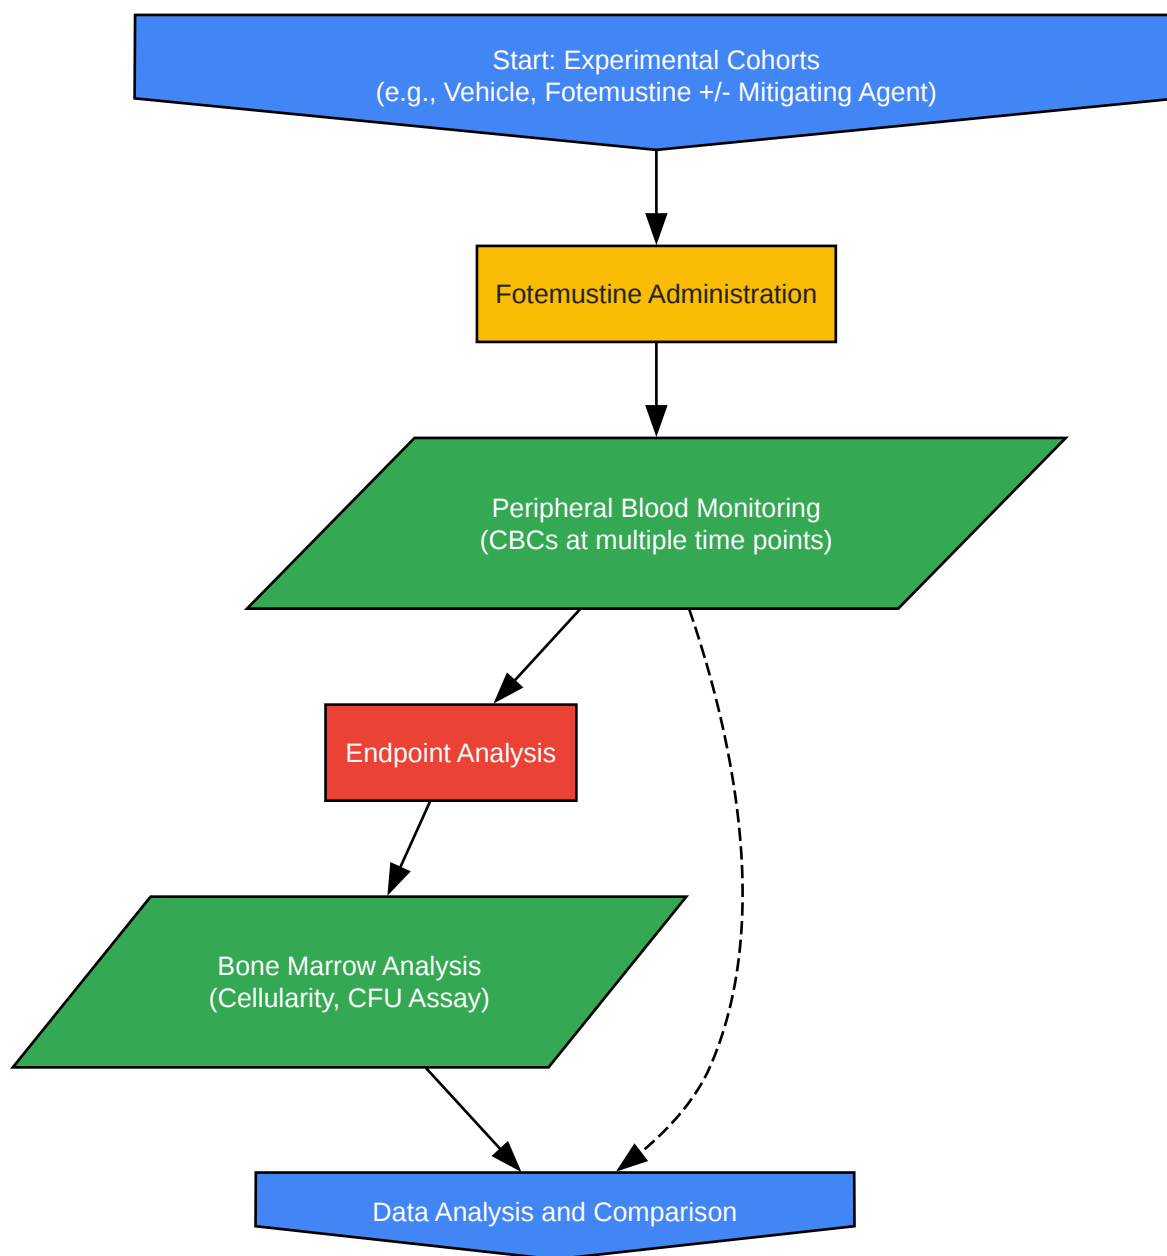 Start: Experimental Cohorts
(e.g., Vehicle, Fotemustine +/- Mitigating Agent)
Fotemustine Administration
Peripheral Blood Monitoring
(CBCs at multiple time points)
Endpoint Analysis
Bone Marrow Analysis
(Cellularity, CFU Assay)
Data Analysis and Comparison